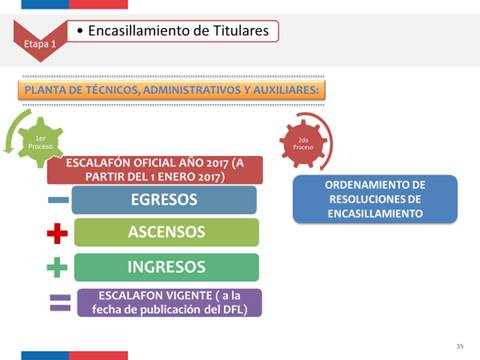 Etapa 1
• Encasillamiento de Titulares
PLANTA DE TÉCNICOS, ADMINISTRATIVOS Y AUXILIARES:
1er
Proceso
ESCALAFÓN OFICIAL AÑO 2017 (A
PARTIR DEL 1 ENERO 2017)
− EGRESOS
+ ASCENSOS
+ INGRESOS
= ESCALAFON VIGENTE ( a la
fecha de publicación del DFL)
2do
Proceso
ORDENAMIENTO DE
RESOLUCIONES DE
ENCASILLAMIENTO
35